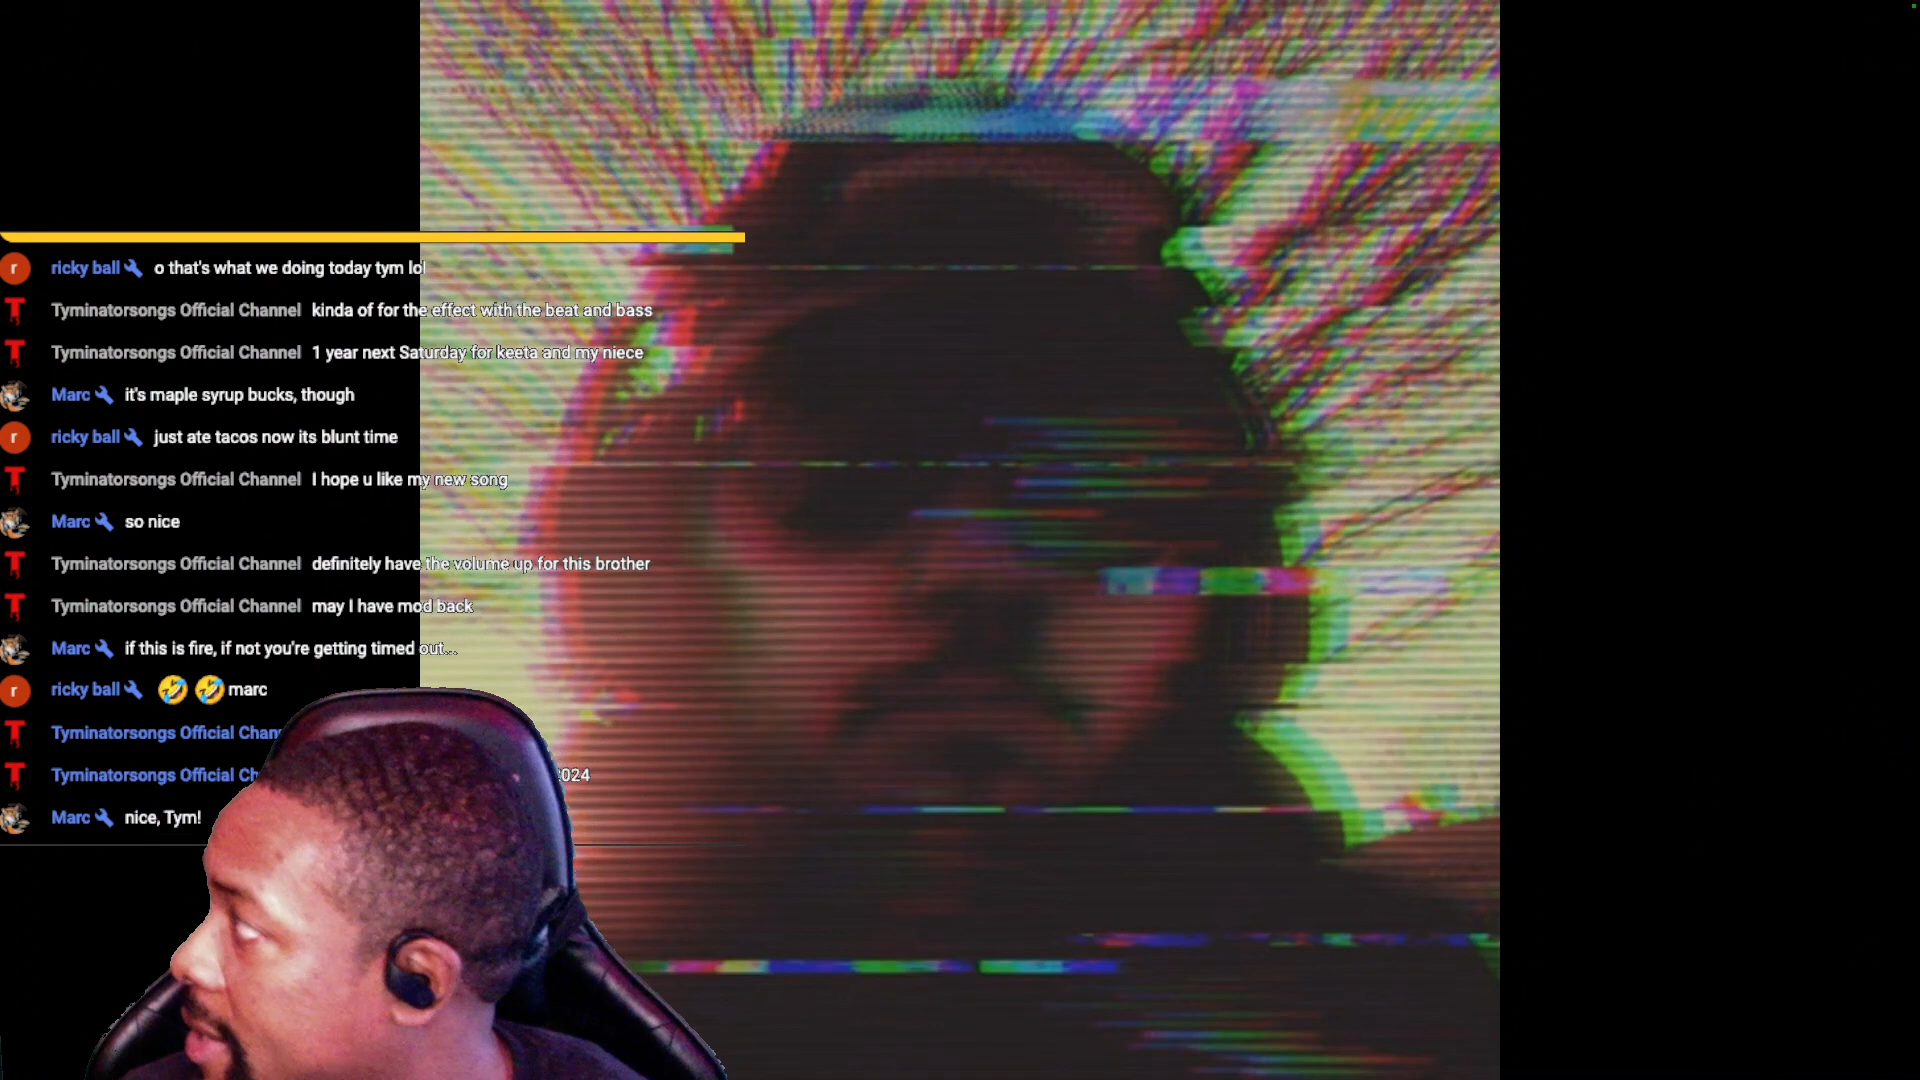 r ricky ball o that's what we doing today tym lol
Tyminatorsongs Official Channel kinda of for the effect with the beat and bass
Tyminatorsongs Official Channel 1 year next Saturday for keeta and my niece
Marc it's maple syrup bucks, though
r ricky ball just ate tacos now its blunt time
Tyminatorsongs Official Channel I hope u like my new song
Marc so nice
Tyminatorsongs Official Channel definitely have the volume up for this brother
Tyminatorsongs Official Channel may I have mod back
Marc if this is fire, if not you're getting timed out...
r ricky ball 🤣 🤣 marc
Tyminatorsongs Official
Tyminatorsongs Official 2024
Marc nice, Tym!